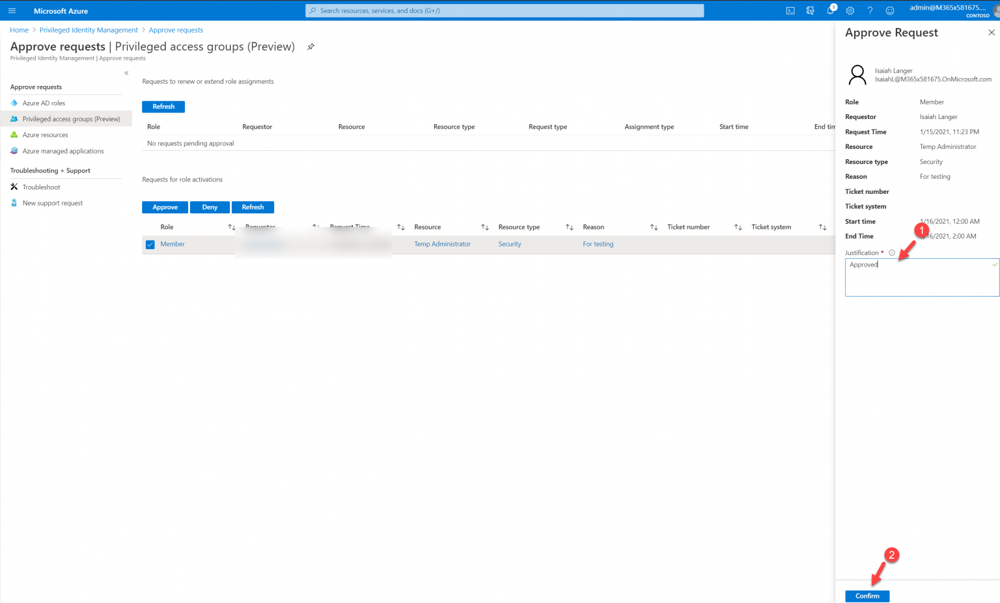 Microsoft Azure
Search resources, services, and docs (G+/)
9
admin@M365x581675....
CONTOSO
Home > Privileged Identity Management > Approve requests
Approve requests | Privileged access groups (Preview)
Privileged Identity Management | Approve requests
«
Approve requests
Azure AD roles
Privileged access groups (Preview)
Azure resources
Azure managed applications
Troubleshooting + Support
Troubleshoot
New support request
Requests to renew or extend role assignments
Refresh
Role Requestor Resource Resource type Request type Assignment type Start time End tim
No requests pending approval
Requests for role activations
Approve Deny Refresh
Role Requestor Request Time Resource Resource type Reason Ticket number Ticket system
Member Temp Administrator Security For testing
Approve Request
Isaiah Langer
IsaiahL@M365x581675.OnMicrosoft.com
Role Member
Requestor Isaiah Langer
Request Time 1/15/2021, 11:23 PM
Resource Temp Administrator
Resource type Security
Reason For testing
Ticket number
Ticket system
Start time 1/16/2021, 12:00 AM
End Time /16/2021, 2:00 AM
1
Justification *
Approved
2
Confirm